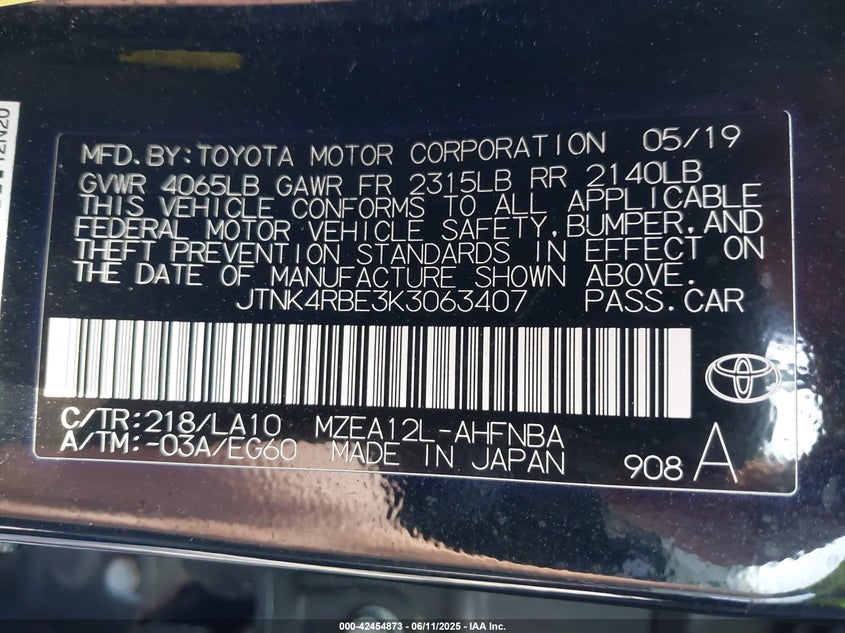 MFD.BY:TOYOTA MOTOR CORPORATION 05/19
GVWR 4065LB GAWR FR 2315LB RR 2140LB
THIS VEHICLE CONFORMS TO ALL APPLICABLE
FEDERAL MOTOR VEHICLE SAFETY,BUMPER,AND
THEFT PREVENTION STANDARDS IN EFFECT ON
THE DATE OF MANUFACTURE SHOWN ABOVE.
JTNK4RBE3K3063407 PASS.CAR
C/TR:218/LA10 MZEA12L-AHFNBA
A/TM:-03A/EG60 MADE IN JAPAN
908 A
000-42454873 - 06/11/2025 - IAA Inc.